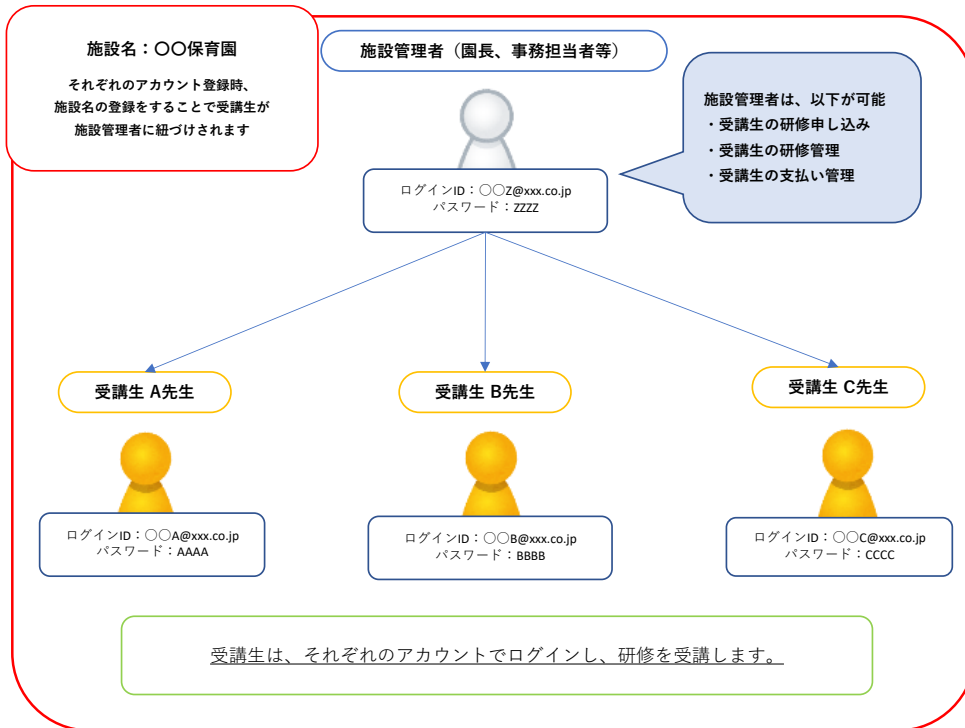 施設名：〇〇保育園
それぞれのアカウント登録時、
施設名の登録をすることで受講生が
施設管理者に紐づけされます
施設管理者（園長、事務担当者等）
施設管理者は、以下が可能
・受講生の研修申し込み
・受講生の研修管理
・受講生の支払い管理
ログインID：〇〇Z@xxx.co.jp
パスワード：ZZZZ
受講生 A先生
受講生 B先生
受講生 C先生
ログインID：〇〇A@xxx.co.jp
パスワード：AAAA
ログインID：〇〇B@xxx.co.jp
パスワード：BBBB
ログインID：〇〇C@xxx.co.jp
パスワード：CCCC
受講生は、それぞれのアカウントでログインし、研修を受講します。